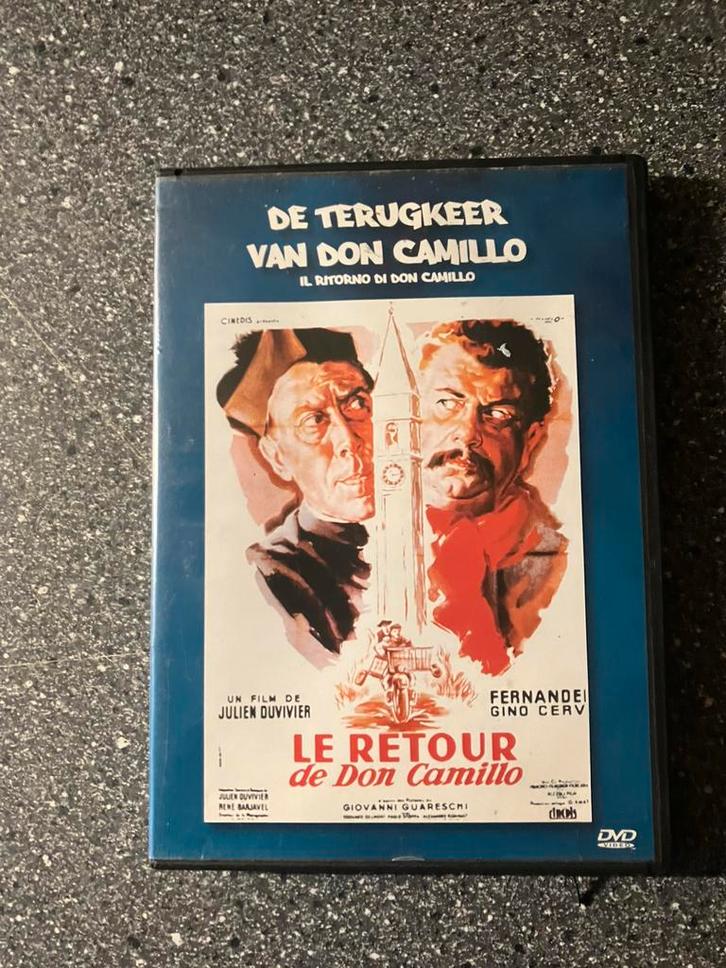 DE TERUGKEER
VAN DON CAMILLO
IL RITORNO DI DON CAMILLO
CINEDIS
UN FILM DE
JULIEN DUVIVIER
FERNANDEL
GINO CERV
LE RETOUR
de Don Camillo
JULIEN DUVIVIER
RENÉ BARJAVEL
GIOVANNI GUARESCHI
DVD
VIDEO